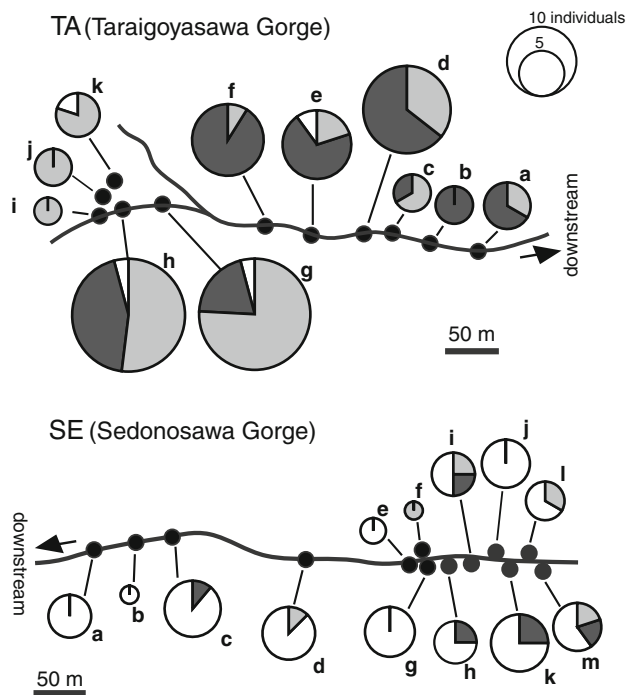 TA (Taraigoyasawa Gorge)
10 individuals
5
k
f
e
d
j
c
b
a
i
h
g
downstream
50 m
SE (Sedonosawa Gorge)
j
i
l
f
e
downstream
a
b
c
d
g
h
k
m
50 m